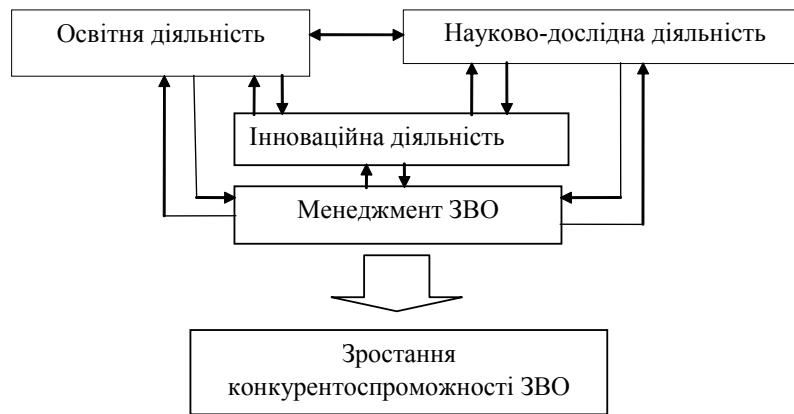 Освітня діяльність
Науково-дослідна діяльність
Інноваційна діяльність
Менеджмент ЗВО
Зростання
конкурентоспроможності ЗВО